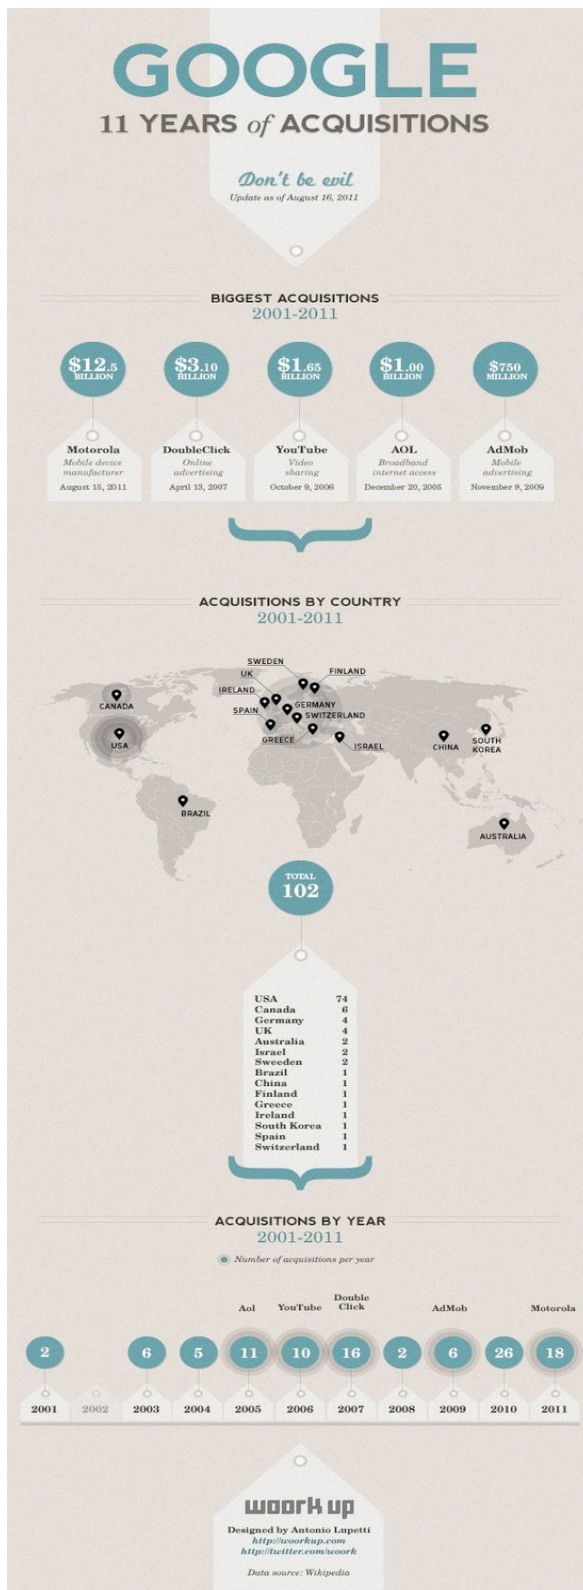 GOOGLE
11 YEARS of ACQUISITIONS
Don't be evil
Update as of August 16, 2011
BIGGEST ACQUISITIONS
2001-2011
$12.5 BILLION
$3.10 BILLION
$1.65 BILLION
$1.00 BILLION
$750 MILLION
Motorola
Mobile device
manufacturer
August 15, 2011
DoubleClick
Online
advertising
April 13, 2007
YouTube
Video
sharing
October 9, 2006
AOL
Broadband
internet access
December 20, 2005
AdMob
Mobile
advertising
November 9, 2009
ACQUISITIONS BY COUNTRY
2001-2011
SWEDEN
UK
FINLAND
IRELAND
CANADA
SPAIN
GERMANY
SWITZERLAND
USA
GREECE
ISRAEL
CHINA
SOUTH
KOREA
BRAZIL
AUSTRALIA
TOTAL
102
USA 74
Canada 6
Germany 4
UK 4
Australia 2
Israel 2
Sweeden 2
Brazil 1
China 1
Finland 1
Greece 1
Ireland 1
South Korea 1
Spain 1
Switzerland 1
ACQUISITIONS BY YEAR
2001-2011
Number of acquisitions per year
Aol
YouTube
Double
Click
AdMob
Motorola
2 6 5 11 10 16 2 6 26 18
2001 2002 2003 2004 2005 2006 2007 2008 2009 2010 2011
woork up
Designed by Antonio Lupetti
http://woorkup.com
http://twitter.com/woork
Data source: Wikipedia